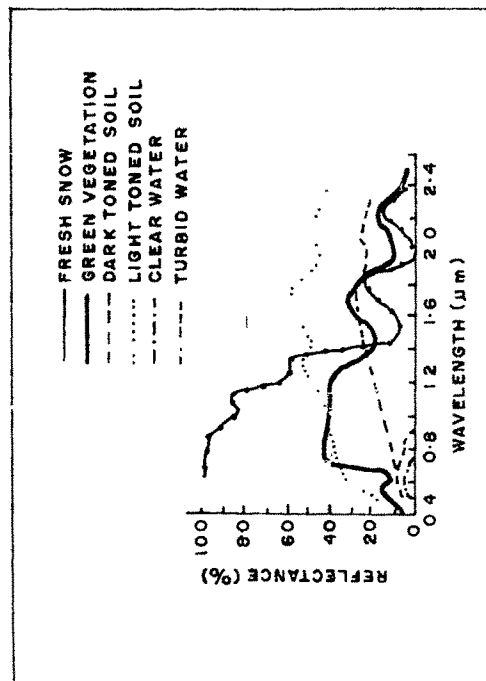 FRESH SNOW
GREEN VEGETATION
DARK TONED SOIL
LIGHT TONED SOIL
CLEAR WATER
TURBID WATER
REFLECTANCE (%)
100
80
60
40
20
0
0.4
0.8
1.2
1.6
2.0
2.4
WAVELENGTH (μm)